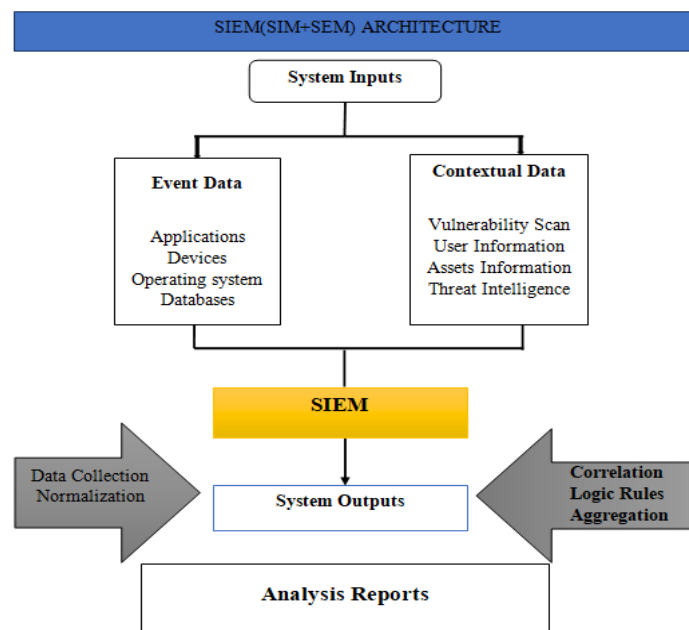 SIEM(SIM+SEM) ARCHITECTURE
System Inputs
Event Data
Applications
Devices
Operating system
Databases
Contextual Data
Vulnerability Scan
User Information
Assets Information
Threat Intelligence
SIEM
Data Collection
Normalization
System Outputs
Correlation
Logic Rules
Aggregation
Analysis Reports